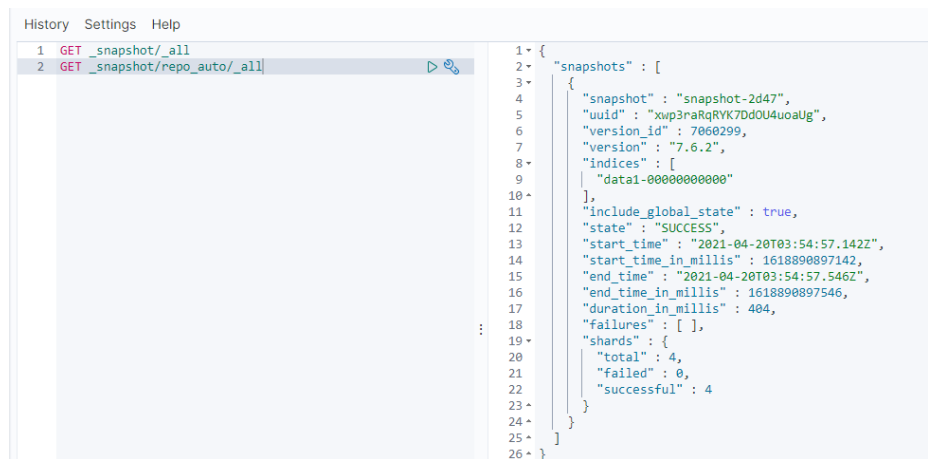 History Settings Help
1 GET _snapshot/_all
2 GET _snapshot/repo_auto/_all
1 {
2 "snapshots" : [
3 {
4 "snapshot" : "snapshot-2d47",
5 "uuid" : "xwp3raRqRYK7DdOU4uoaUg",
6 "version_id" : 7060299,
7 "version" : "7.6.2",
8 "indices" : [
9 "data1-00000000000"
10 ],
11 "include_global_state" : true,
12 "state" : "SUCCESS",
13 "start_time" : "2021-04-20T03:54:57.142Z",
14 "start_time_in_millis" : 1618890897142,
15 "end_time" : "2021-04-20T03:54:57.546Z",
16 "end_time_in_millis" : 1618890897546,
17 "duration_in_millis" : 404,
18 "failures" : [ ],
19 "shards" : {
20 "total" : 4,
21 "failed" : 0,
22 "successful" : 4
23 }
24 }
25 ]
26 }